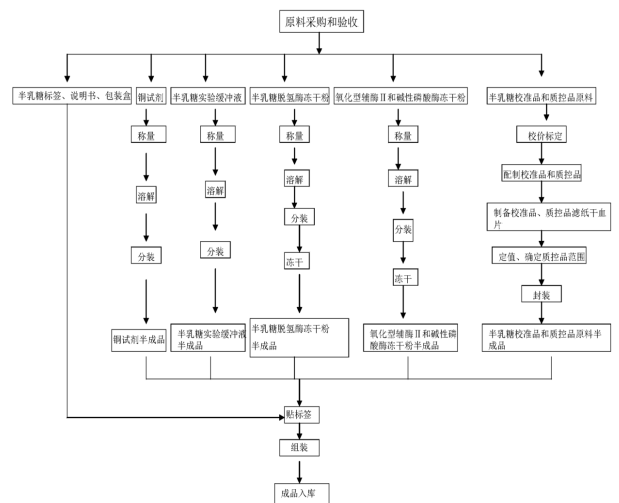 原料采购和验收
半乳糖标签、说明书、包装盒
铜试剂
半乳糖实验缓冲液
半乳糖脱氢酶冻干粉
氧化型辅酶Ⅱ和碱性磷酸酶冻干粉
半乳糖校准品和质控品原料
称量
称量
称量
称量
校价标定
溶解
溶解
溶解
溶解
配制校准品和质控品
分装
分装
分装
分装
制备校准品、质控品滤纸干血
片
冻干
冻干
定值、确定质控品范围
封装
铜试剂半成品
半乳糖实验缓冲液
半成品
半乳糖脱氢酶冻干粉
半成品
氧化型辅酶Ⅱ和碱性磷
酸酶冻干粉半成品
半乳糖校准品和质控品原料半
成品
贴标签
组装
成品入库